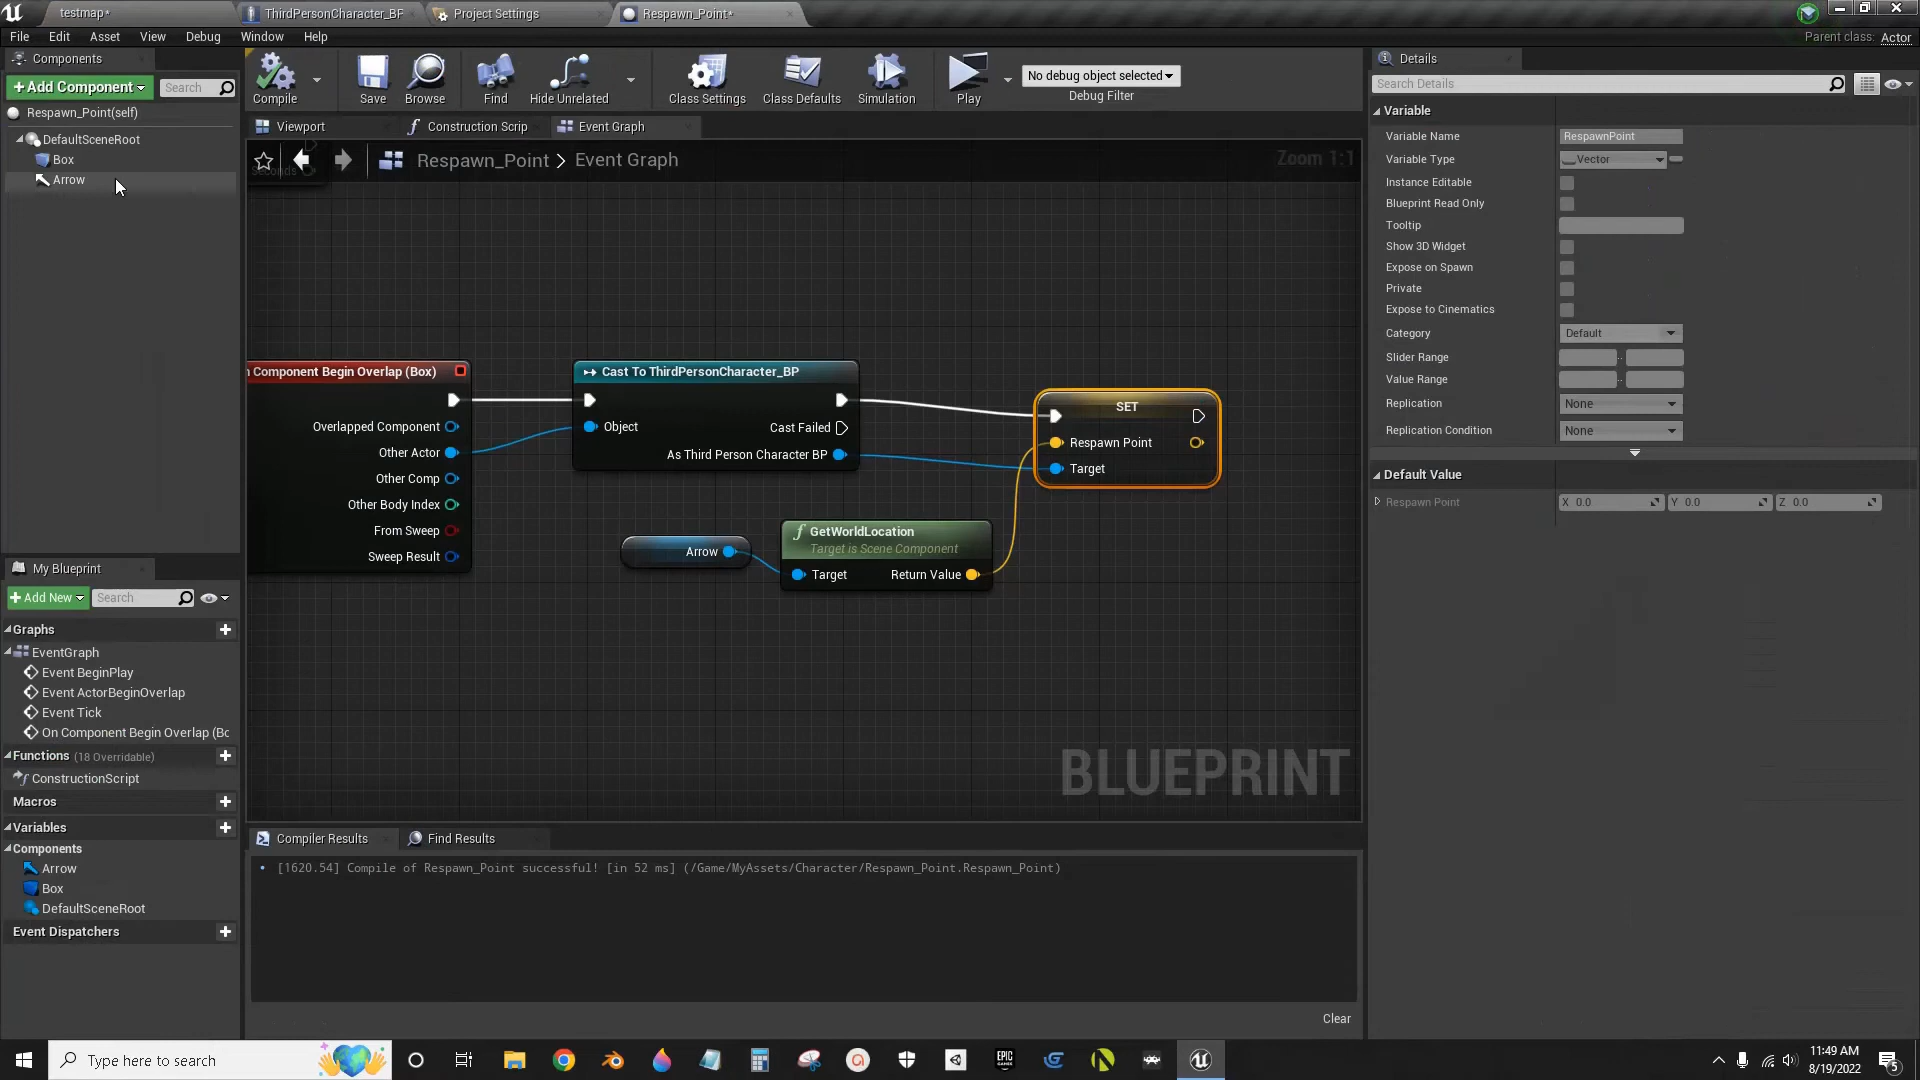 testmap*
ThirdPersonCharacter_BP
Project Settings
Respawn_Point*
File Edit Asset View Debug Window Help
Parent class: Actor
Components
+Add Component
Search
Respawn_Point(self)
DefaultSceneRoot
Box
Arrow
Compile
Save
Browse
Find
Hide Unrelated
Class Settings
Class Defaults
Simulation
Play
No debug object selected
Debug Filter
Viewport
Construction Scrip
Event Graph
Respawn_Point > Event Graph
Zoom 1:1
Seconds
n Component Begin Overlap (Box)
Overlapped Component
Other Actor
Other Comp
Other Body Index
From Sweep
Sweep Result
Cast To ThirdPersonCharacter_BP
Object
Cast Failed
As Third Person Character BP
SET
Respawn Point
Target
Arrow
GetWorldLocation
Target is Scene Component
Target
Return Value
BLUEPRINT
My Blueprint
+Add New
Search
Graphs
EventGraph
Event BeginPlay
Event ActorBeginOverlap
Event Tick
On Component Begin Overlap (Bc
Functions (18 Overridable)
ConstructionScript
Macros
Variables
Components
Arrow
Box
DefaultSceneRoot
Event Dispatchers
Compiler Results
Find Results
[1620.54] Compile of Respawn_Point successful! [in 52 ms] (/Game/MyAssets/Character/Respawn_Point.Respawn_Point)
Clear
Details
Search Details
Variable
Variable Name RespawnPoint
Variable Type Vector
Instance Editable
Blueprint Read Only
Tooltip
Show 3D Widget
Expose on Spawn
Private
Expose to Cinematics
Category Default
Slider Range
Value Range
Replication None
Replication Condition None
Default Value
Respawn Point X 0.0 Y 0.0 Z 0.0
Type here to search
EPIC GAMES
11:49 AM
8/19/2022
5